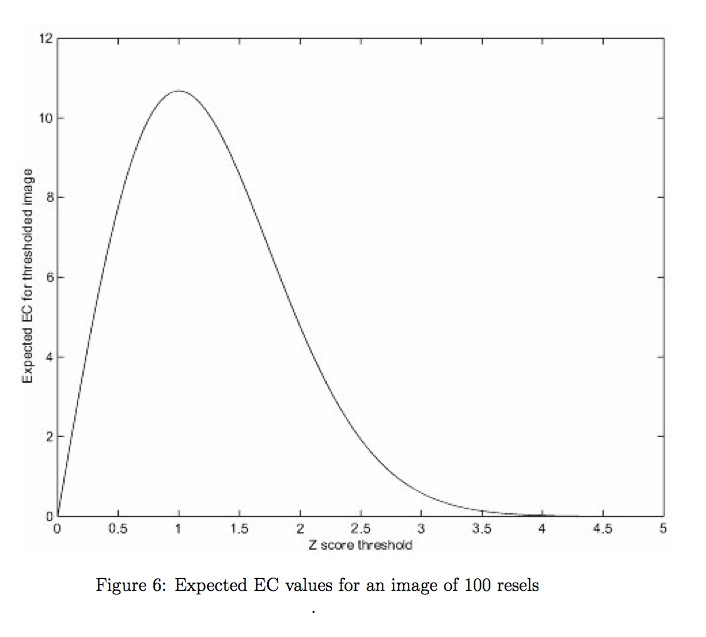 12
10
8
6
4
2
0
Expected EC for thresholded image
0 0.5 1 1.5 2 2.5 3 3.5 4 4.5 5
Z score threshold
Figure 6: Expected EC values for an image of 100 resels
.